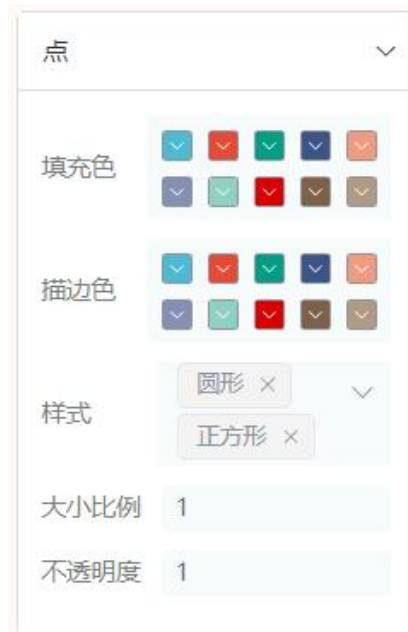 点
填充色
描边色
圆形 ×
样式
正方形 ×
大小比例 1
不透明度 1